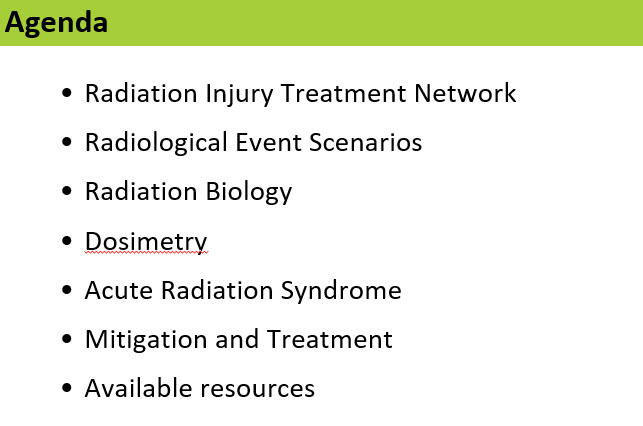 Agenda
• Radiation Injury Treatment Network
• Radiological Event Scenarios
• Radiation Biology
• Dosimetry
• Acute Radiation Syndrome
• Mitigation and Treatment
• Available resources